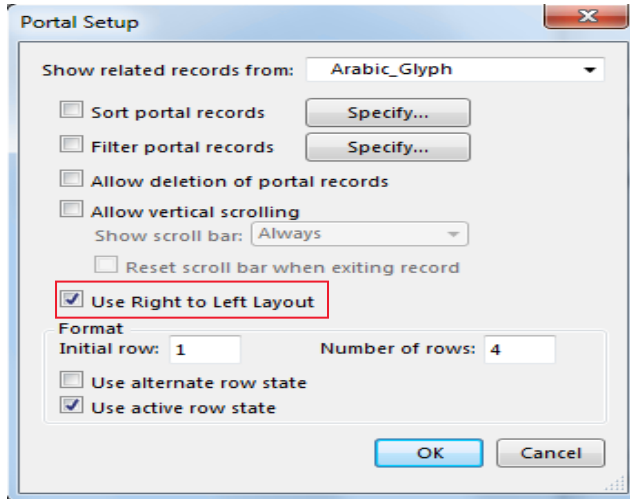 Portal Setup
Show related records from: Arabic_Glyph
Sort portal records Specify...
Filter portal records Specify...
Allow deletion of portal records
Allow vertical scrolling
Show scroll bar: Always
Reset scroll bar when exiting record
Use Right to Left Layout
Format
Initial row: 1 Number of rows: 4
Use alternate row state
Use active row state
OK Cancel